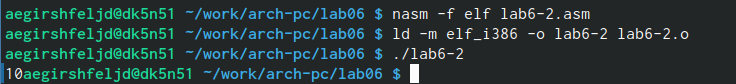 aegirshfeljd@dk5n51 ~/work/arch-pc/lab06 $ nasm -f elf lab6-2.asm
aegirshfeljd@dk5n51 ~/work/arch-pc/lab06 $ ld -m elf_i386 -o lab6-2 lab6-2.o
aegirshfeljd@dk5n51 ~/work/arch-pc/lab06 $ ./lab6-2
10aegirshfeljd@dk5n51 ~/work/arch-pc/lab06 $